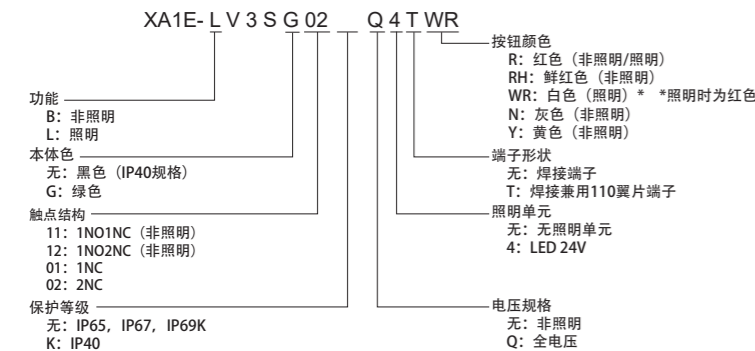 XA1E- L V 3 S G 02 Q 4 T WR
功能
B：非照明
L：照明
本体色
无：黑色（IP40规格）
G：绿色
触点结构
11：1NO1NC（非照明）
12：1NO2NC（非照明）
01：1NC
02：2NC
保护等级
无：IP65，IP67，IP69K
K：IP40
按钮颜色
R：红色（非照明/照明）
RH：鲜红色（非照明）
WR：白色（照明）* *照明时为红色
N：灰色（非照明）
Y：黄色（非照明）
端子形状
无：焊接端子
T：焊接兼用110翼片端子
照明单元
无：无照明单元
4：LED 24V
电压规格
无：非照明
Q：全电压